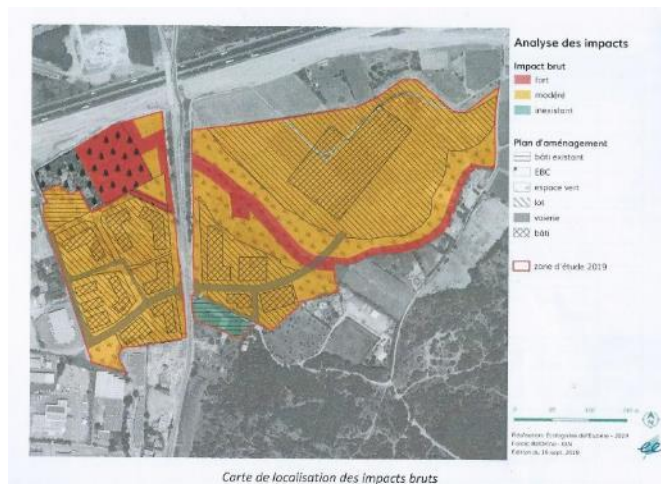 Analyse des impacts
Impact brut
fort
modéré
inexistant
Plan d'aménagement
bâti existant
EBC
espace vert
lot
voierie
bâti
zone d'étude 2019
Carte de localisation des impacts bruts